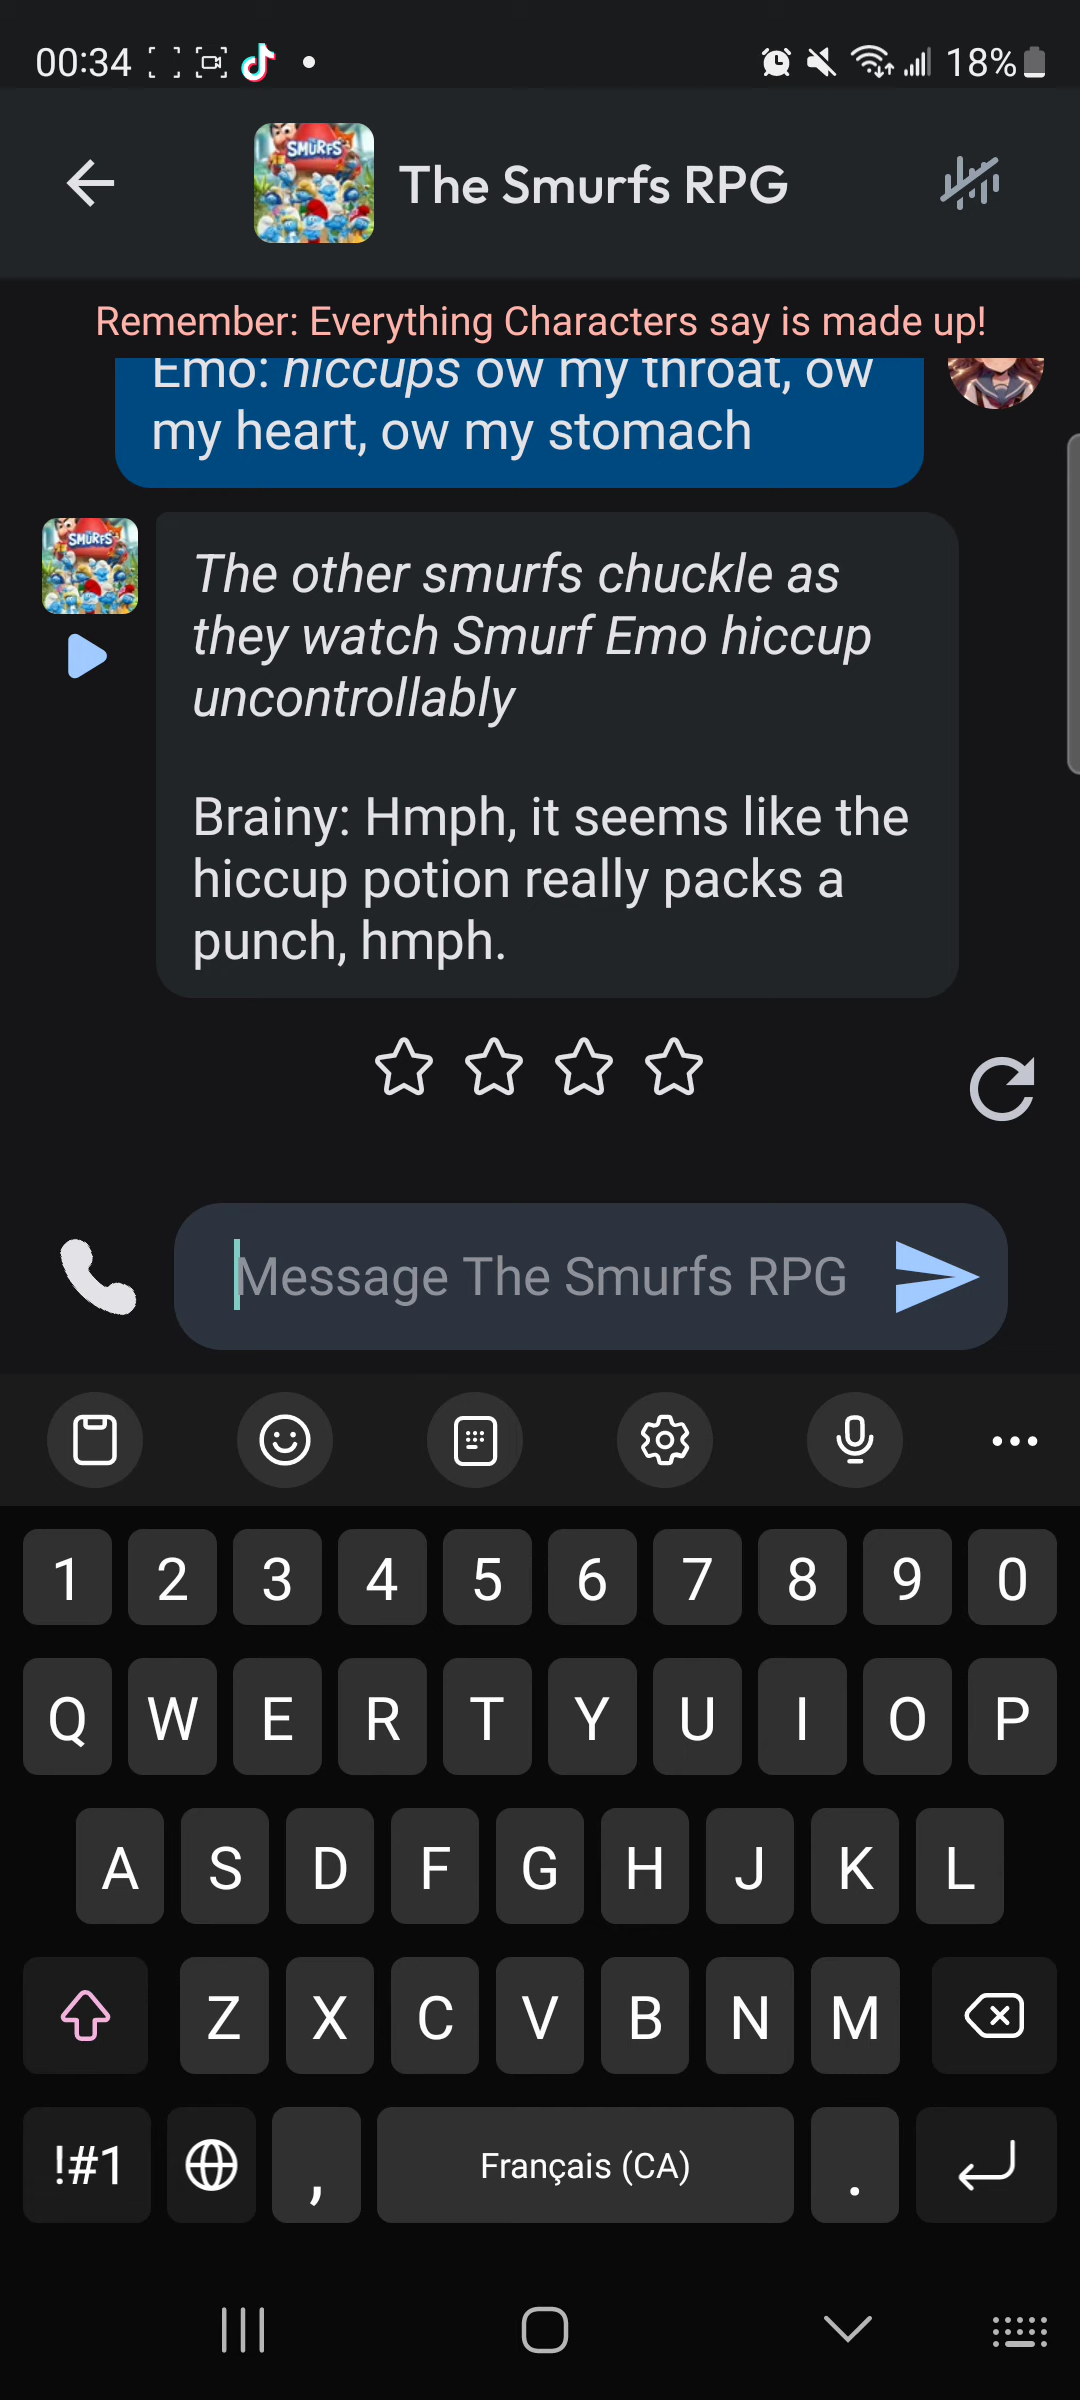 00:34
18%
SMURFS
The Smurfs RPG
Remember: Everything Characters say is made up!
Emo: hiccups ow my throat, ow
my heart, ow my stomach
SMURFS
The other smurfs chuckle as
they watch Smurf Emo hiccup
uncontrollably
Brainy: Hmph, it seems like the
hiccup potion really packs a
punch, hmph.
Message The Smurfs RPG
1 2 3 4 5 6 7 8 9 0
Q W E R T Y U I O P
A S D F G H J K L
Z X C V B N M
!#1 , Français (CA) .